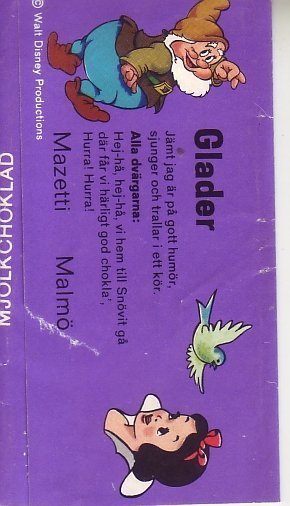 © Walt Disney Productions
Glader
Jämt jag är på gott humör,
sjunger och trallar i ett kör.
Alla dvärgarna:
Hej-hå, hej-hå, vi hem till Snövit gå
där får vi härligt god chokla',
Hurra! Hurra!
Mazetti Malmö
MJÖLKCHOKLAD